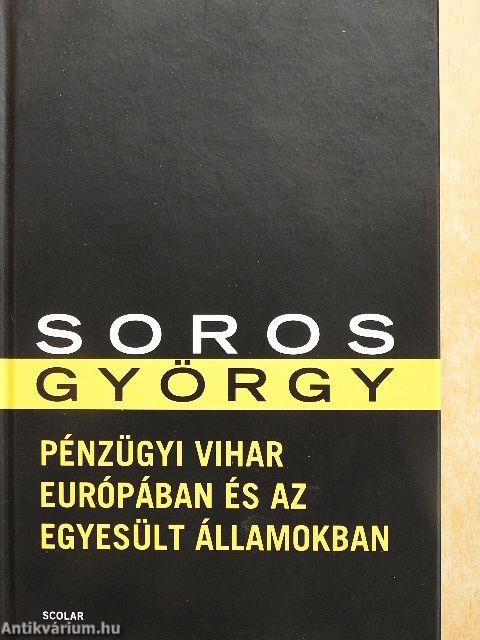 SOROS
GYÖRGY
PÉNZÜGYI VIHAR
EURÓPÁBAN ÉS AZ
EGYESÜLT ÁLLAMOKBAN
SCOLAR
Antikvárium.hu